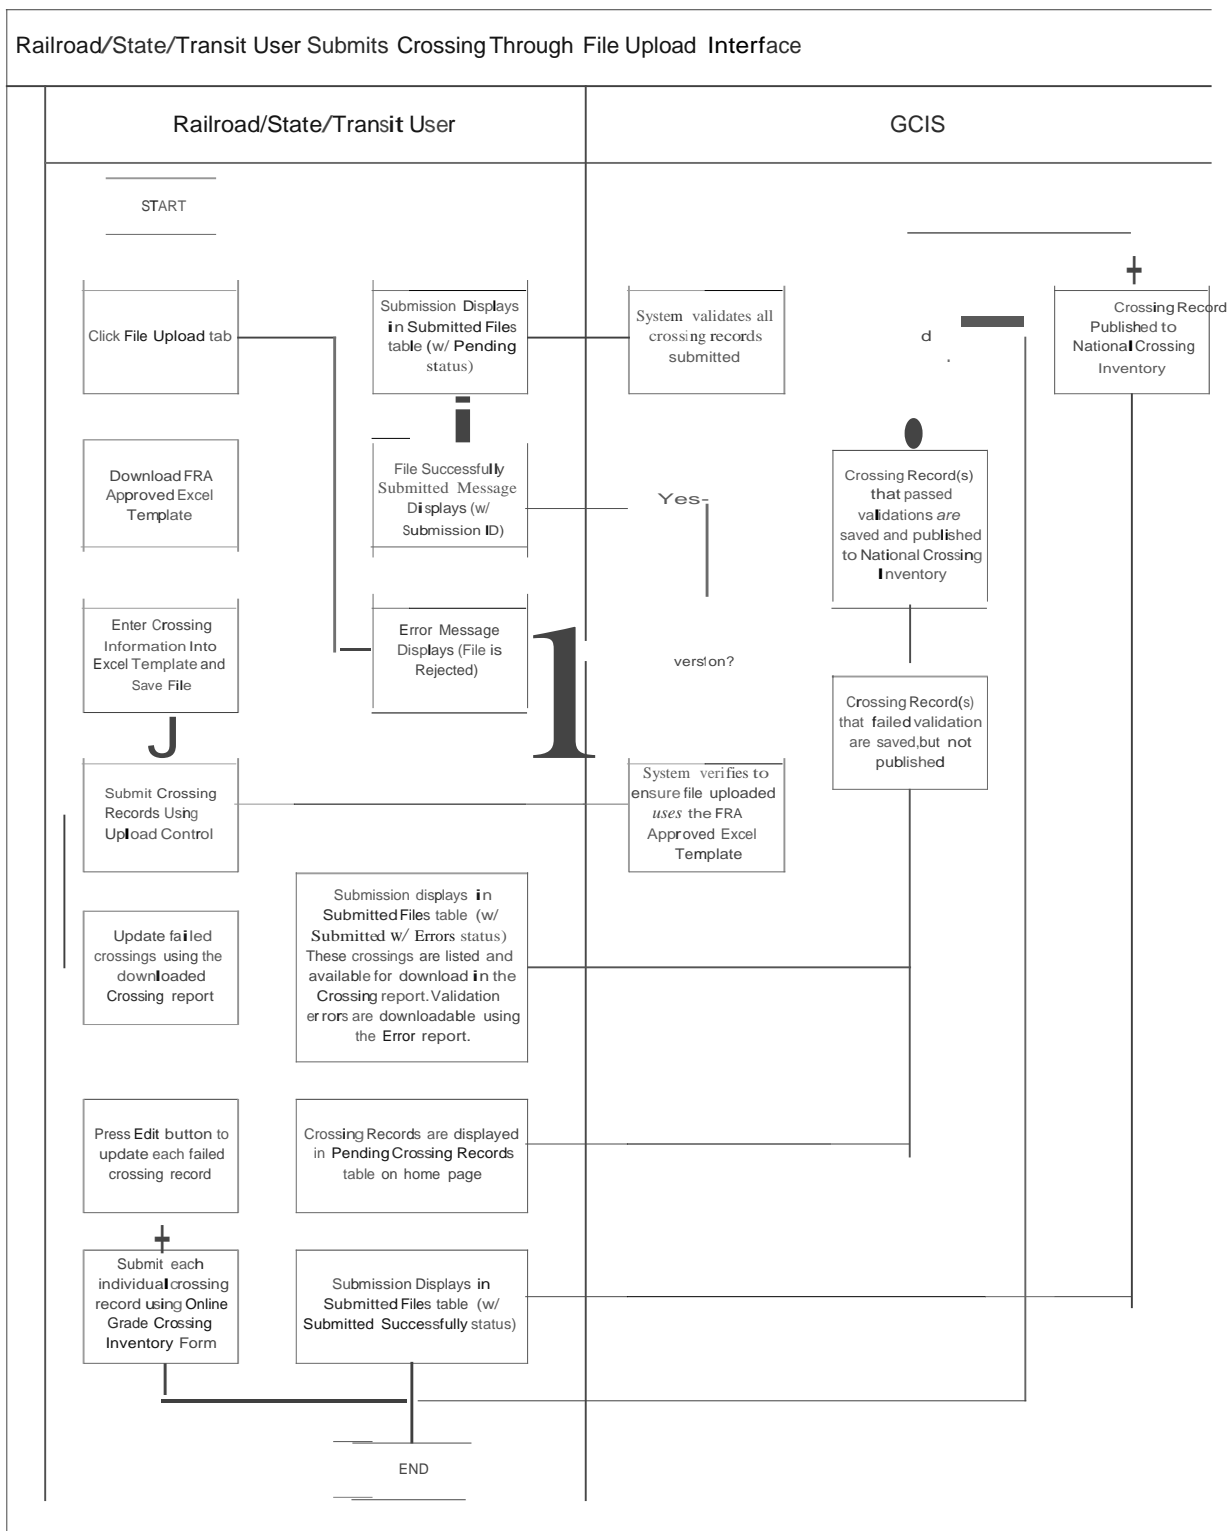 Railroad/State/Transit User Submits Crossing Through File Upload Interface
Railroad/State/Transit User
GCIS
START
Click File Upload tab
Submission Displays
in Submitted Files
table (w/ Pending
status)
System validates all
crossing records
submitted
d
.
Crossing Record
Published to
National Crossing
Inventory
Download FRA
Approved Excel
Template
File Successfully
Submitted Message
Displays (w/
Submission ID)
Yes-
Crossing Record(s)
that passed
validations are
saved and published
to National Crossing
Inventory
Enter Crossing
Information Into
Excel Template and
Save File
Error Message
Displays (File is
Rejected)
1
version?
Crossing Record(s)
that failed validation
are saved,but not
published
J
Submit Crossing
Records Using
Upload Control
System verifies to
ensure file uploaded
uses the FRA
Approved Excel
Template
Update failed
crossings using the
downloaded
Crossing report
Submission displays in
Submitted Files table (w/
Submitted w/ Errors status)
These crossings are listed and
available for download in the
Crossing report. Validation
errors are downloadable using
the Error report.
Press Edit button to
update each failed
crossing record
Crossing Records are displayed
in Pending Crossing Records
table on home page
Submit each
individual crossing
record using Online
Grade Crossing
Inventory Form
Submission Displays in
Submitted Files table (w/
Submitted Successfully status)
END